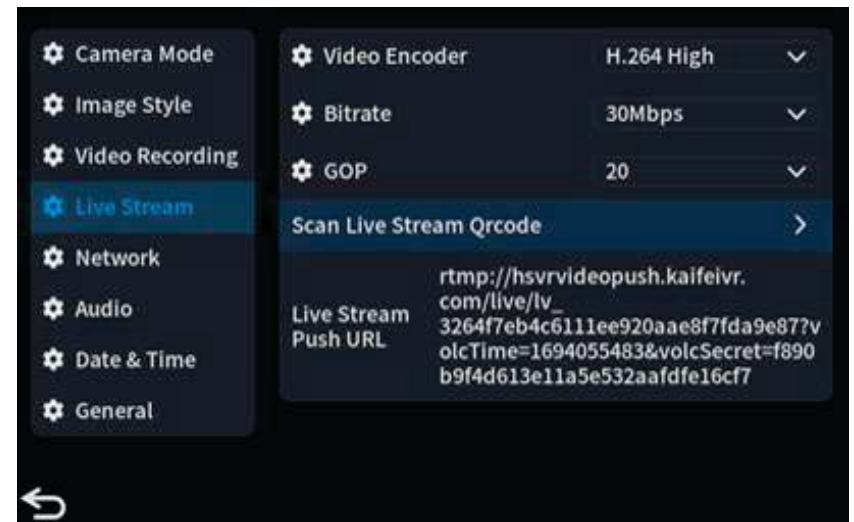 Camera Mode
Image Style
Video Recording
Live Stream
Network
Audio
Date & Time
General
Video Encoder H.264 High
Bitrate 30Mbps
GOP 20
Scan Live Stream Qrcode
Live Stream
Push URL
rtmp://hsvrvideopush.kaifeivr.
com/live/lv_
3264f7eb4c6111ee920aae8f7fda9e87?v
olcTime=1694055483&volcSecret=f890
b9f4d613e11a5e532aafdfe16cf7